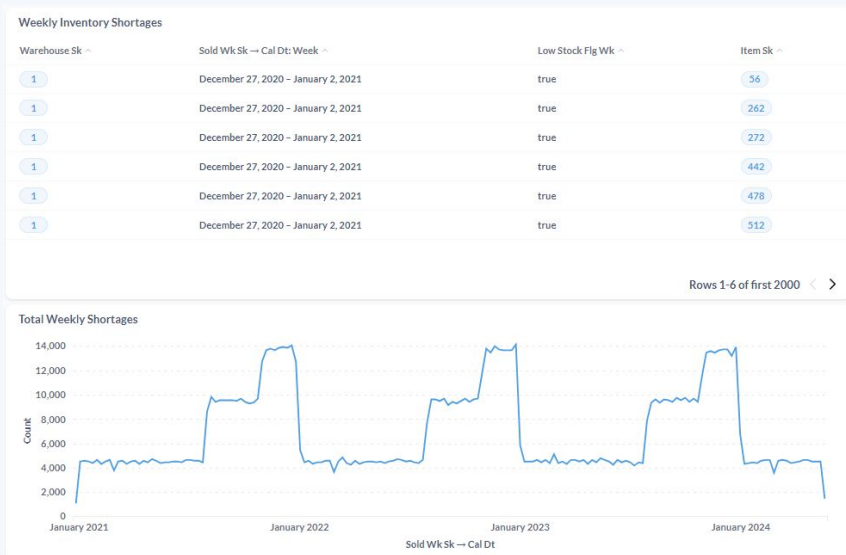 Weekly Inventory Shortages
Warehouse Sk Sold Wk Sk → Cal Dt: Week Low Stock Flg Wk Item Sk
1 December 27, 2020 – January 2, 2021 true 56
1 December 27, 2020 – January 2, 2021 true 262
1 December 27, 2020 – January 2, 2021 true 272
1 December 27, 2020 – January 2, 2021 true 442
1 December 27, 2020 – January 2, 2021 true 478
1 December 27, 2020 – January 2, 2021 true 512
Rows 1-6 of first 2000
Total Weekly Shortages
14,000
12,000
10,000
8,000
6,000
4,000
2,000
0
Count
January 2021 January 2022 January 2023 January 2024
Sold Wk Sk → Cal Dt